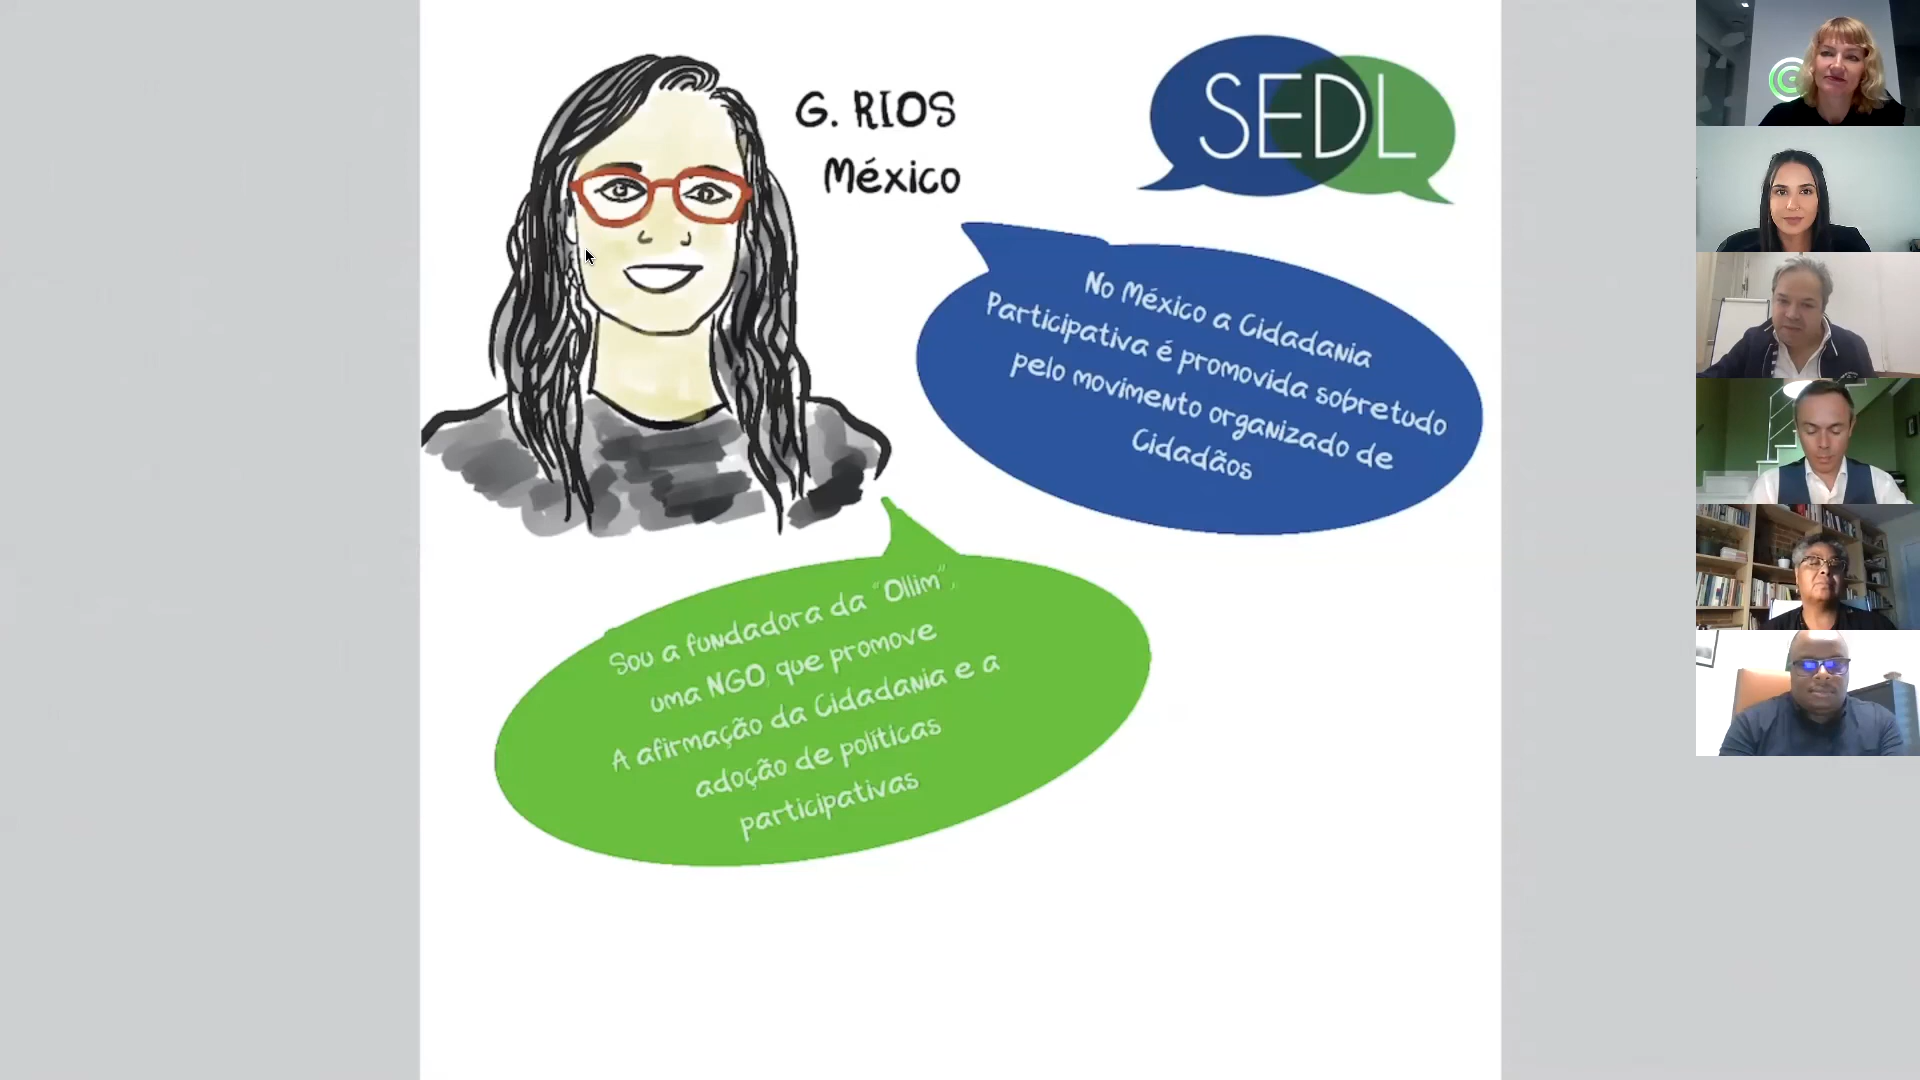 G. RIOS
México
SEDL
No México a Cidadania
Participativa é promovida sobretudo
pelo movimento organizado de
Cidadãos
Sou a fundadora da "Ollim",
uma NGO, que promove
A afirmação da Cidadania e a
adoção de políticas
participativas